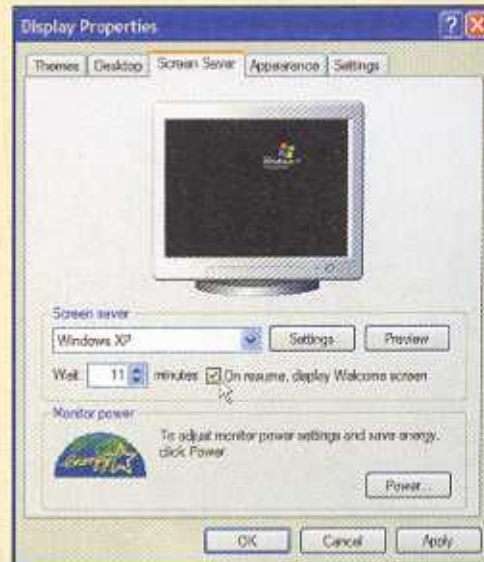 Display Properties
Themes Desktop Screen Saver Appearance Settings
Windows XP
Screen saver
Windows XP Settings Preview
Wait: 11 minutes On resume, display Welcome screen
Monitor power
To adjust monitor power settings and save energy,
click Power.
Power...
OK Cancel Apply